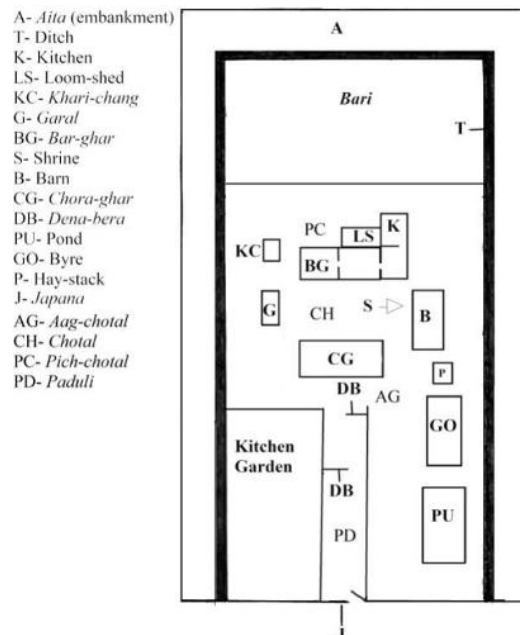 A- Aita (embankment)
T- Ditch
K- Kitchen
LS- Loom-shed
KC- Khari-chang
G- Garal
BG- Bar-ghar
S- Shrine
B- Barn
CG- Chora-ghar
DB- Dena-bera
PU- Pond
GO- Byre
P- Hay-stack
J- Japana
AG- Aag-chotal
CH- Chotal
PC- Pich-chotal
PD- Paduli
A
Bari
T
PC
K
LS
KC
BG
G
CH
S
B
CG
P
DB
AG
GO
Kitchen
Garden
DB
PU
PD